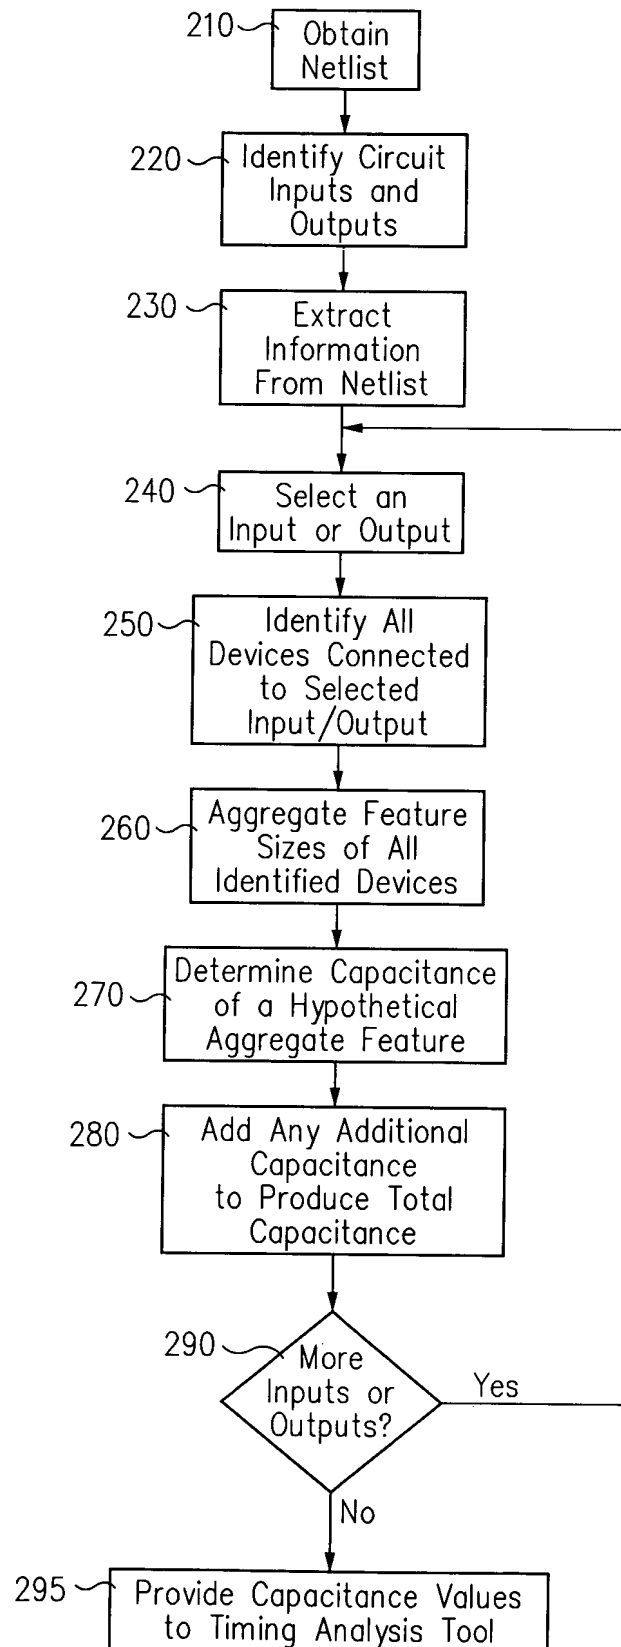 210
Obtain
Netlist
220
Identify Circuit
Inputs and
Outputs
230
Extract
Information
From Netlist
240
Select an
Input or Output
250
Identify All
Devices Connected
to Selected
Input/Output
260
Aggregate Feature
Sizes of All
Identified Devices
270
Determine Capacitance
of a Hypothetical
Aggregate Feature
280
Add Any Additional
Capacitance
to Produce Total
Capacitance
290
More
Inputs or
Outputs?
Yes
No
295
Provide Capacitance Values
to Timing Analysis Tool